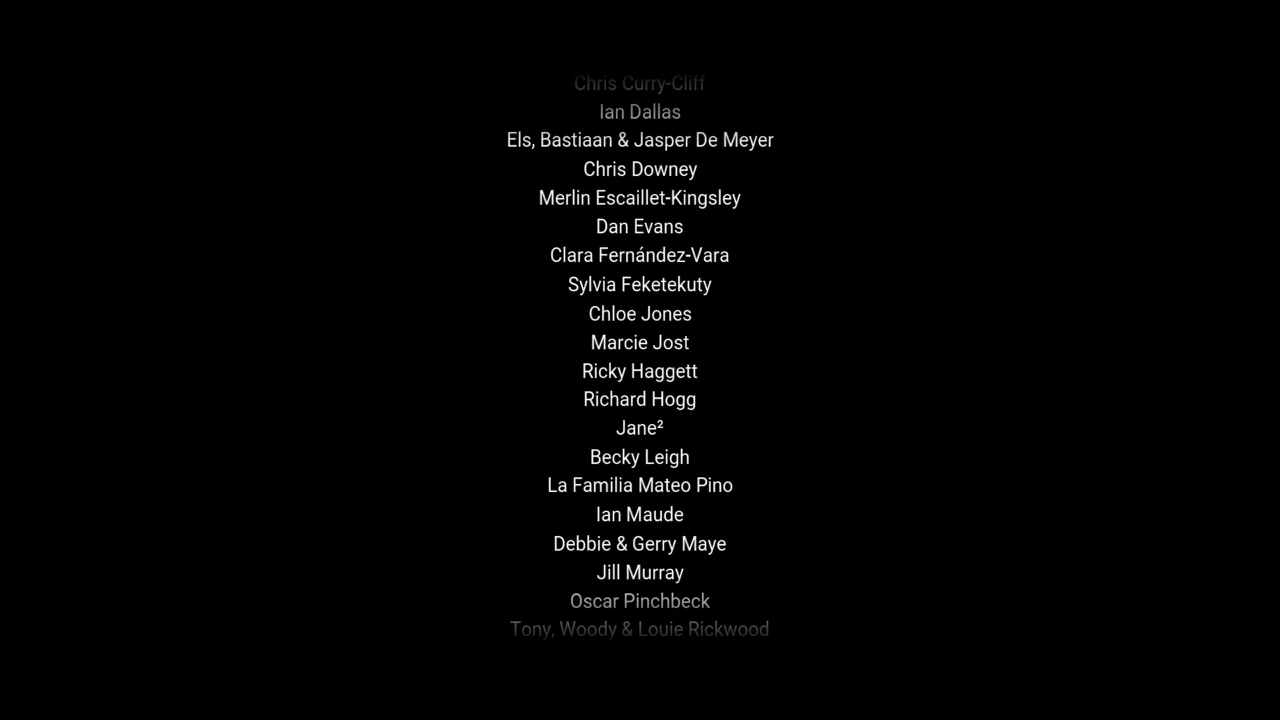 Chris Curry-Cliff
Ian Dallas
Els, Bastiaan & Jasper De Meyer
Chris Downey
Merlin Escaillet-Kingsley
Dan Evans
Clara Fernández-Vara
Sylvia Feketekuty
Chloe Jones
Marcie Jost
Ricky Haggett
Richard Hogg
Jane²
Becky Leigh
La Familia Mateo Pino
Ian Maude
Debbie & Gerry Maye
Jill Murray
Oscar Pinchbeck
Tony, Woody & Louie Rickwood